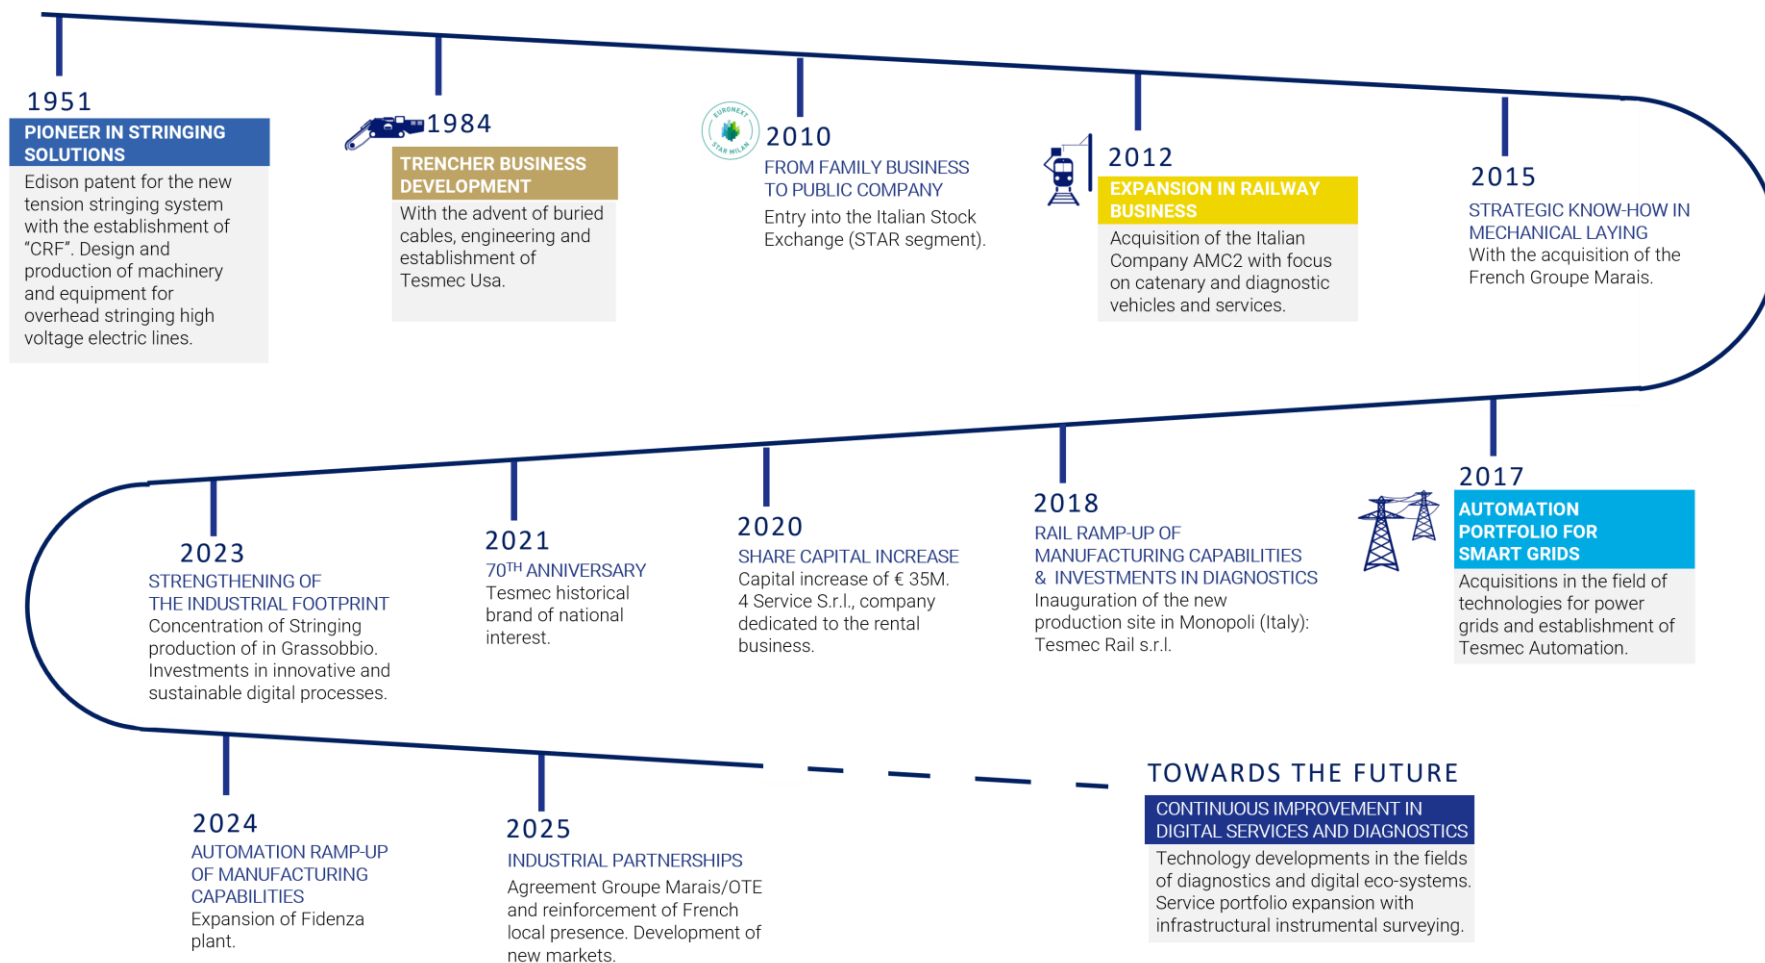 1951
PIONEER IN STRINGING
SOLUTIONS
Edison patent for the new
tension stringing system
with the establishment of
“CRF”. Design and
production of machinery
and equipment for
overhead stringing high
voltage electric lines.
1984
TRENCHER BUSINESS
DEVELOPMENT
With the advent of buried
cables, engineering and
establishment of
Tesmec Usa.
EURONEXT
STAR MILAN
2010
FROM FAMILY BUSINESS
TO PUBLIC COMPANY
Entry into the Italian Stock
Exchange (STAR segment).
2012
EXPANSION IN RAILWAY
BUSINESS
Acquisition of the Italian
Company AMC2 with focus
on catenary and diagnostic
vehicles and services.
2015
STRATEGIC KNOW-HOW IN
MECHANICAL LAYING
With the acquisition of the
French Groupe Marais.
2017
AUTOMATION
PORTFOLIO FOR
SMART GRIDS
Acquisitions in the field of
technologies for power
grids and establishment of
Tesmec Automation.
2018
RAIL RAMP-UP OF
MANUFACTURING CAPABILITIES
& INVESTMENTS IN DIAGNOSTICS
Inauguration of the new
production site in Monopoli (Italy):
Tesmec Rail s.r.l.
2020
SHARE CAPITAL INCREASE
Capital increase of € 35M.
4 Service S.r.l., company
dedicated to the rental
business.
2021
70TH ANNIVERSARY
Tesmec historical
brand of national
interest.
2023
STRENGTHENING OF
THE INDUSTRIAL FOOTPRINT
Concentration of Stringing
production of in Grassobbio.
Investments in innovative and
sustainable digital processes.
2024
AUTOMATION RAMP-UP
OF MANUFACTURING
CAPABILITIES
Expansion of Fidenza
plant.
2025
INDUSTRIAL PARTNERSHIPS
Agreement Groupe Marais/OTE
and reinforcement of French
local presence. Development of
new markets.
TOWARDS THE FUTURE
CONTINUOUS IMPROVEMENT IN
DIGITAL SERVICES AND DIAGNOSTICS
Technology developments in the fields
of diagnostics and digital eco-systems.
Service portfolio expansion with
infrastructural instrumental surveying.